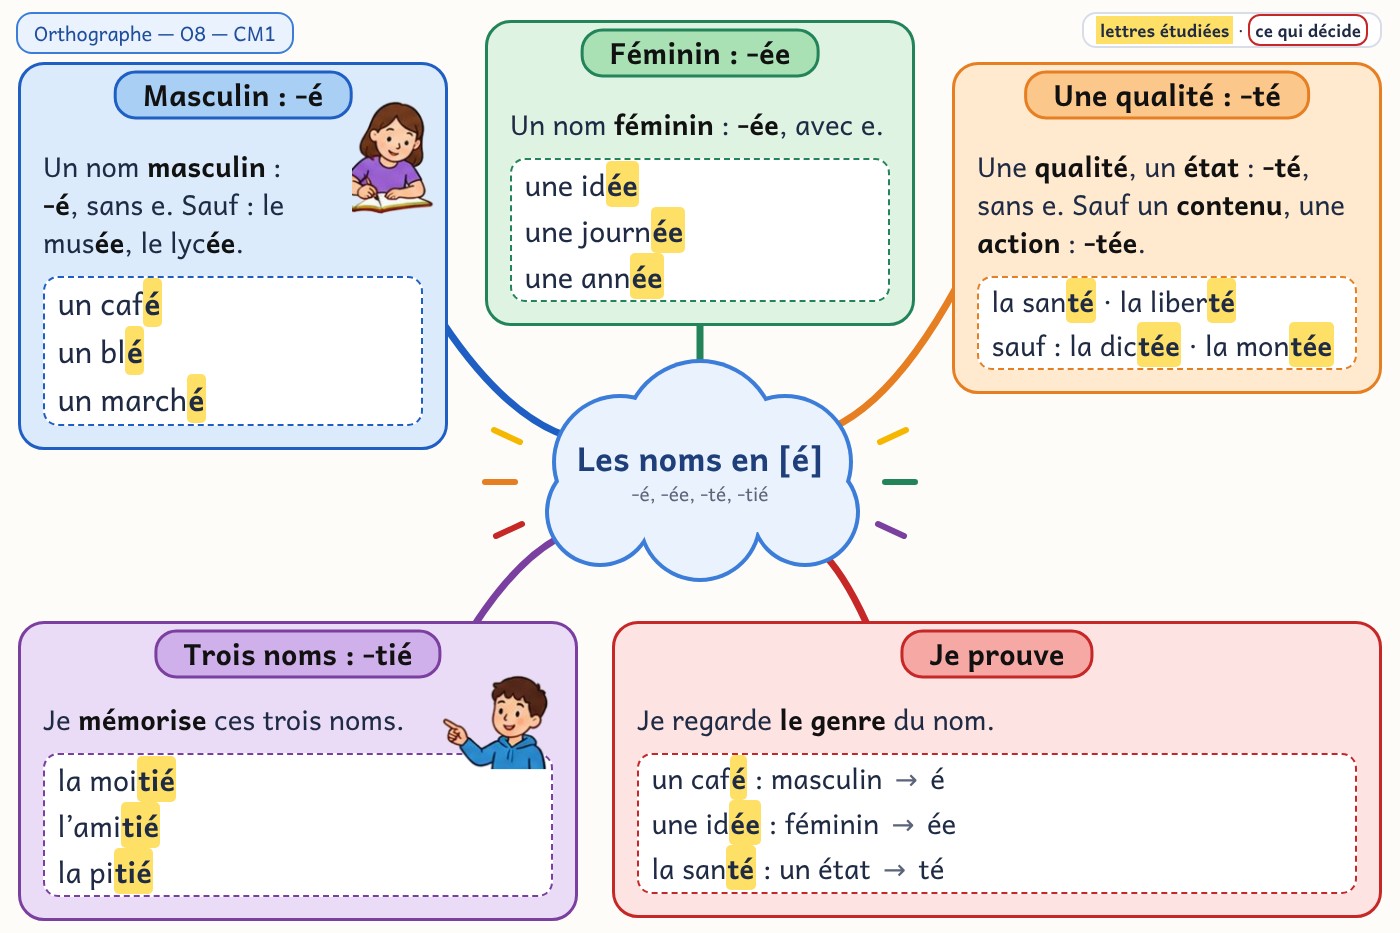 Orthographe — O8 — CM1
lettres étudiées · ce qui décide
Masculin : -é
Un nom masculin :
-é, sans e. Sauf : le
musée, le lycée.
un café
un blé
un marché
Féminin : -ée
Un nom féminin : -ée, avec e.
une idée
une journée
une année
Une qualité : -té
Une qualité, un état : -té,
sans e. Sauf un contenu, une
action : -tée.
la santé · la liberté
sauf : la dictée · la montée
Les noms en [é]
-é, -ée, -té, -tié
Trois noms : -tié
Je mémorise ces trois noms.
la moitié
l’amitié
la pitié
Je prouve
Je regarde le genre du nom.
un café : masculin → é
une idée : féminin → ée
la santé : un état → té